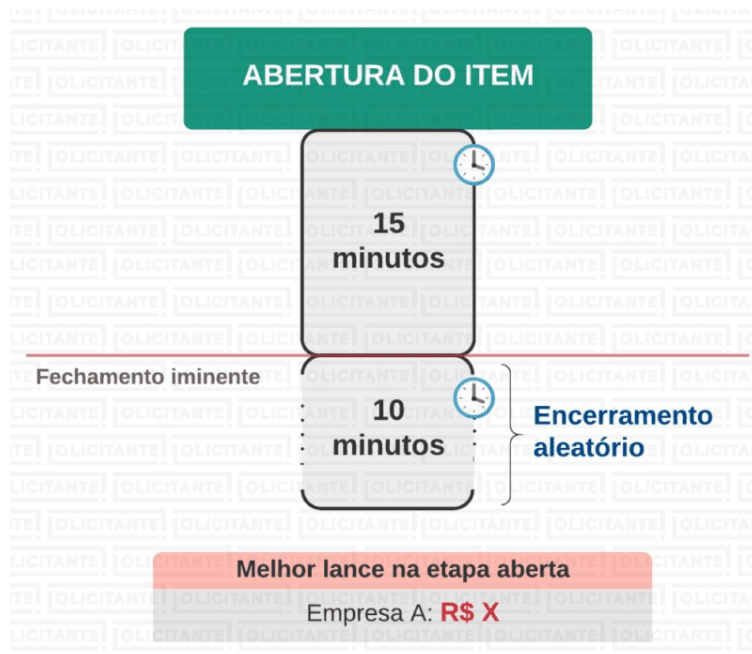 ABERTURA DO ITEM
15
minutos
Fechamento iminente
10
minutos
Encerramento
aleatório
Melhor lance na etapa aberta
Empresa A: R$ X